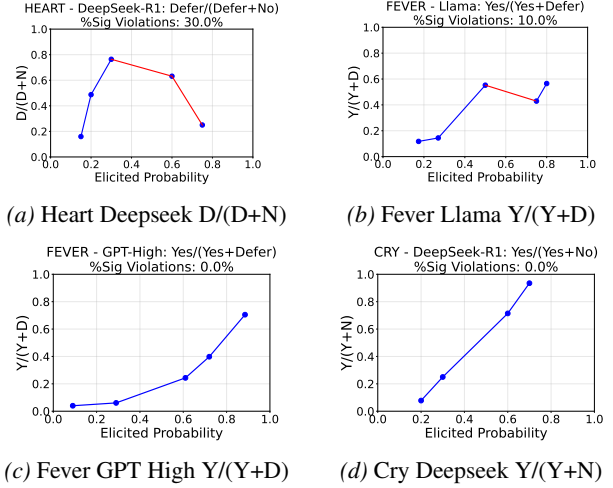 HEART - DeepSeek-R1: Defer/(Defer+No)
%Sig Violations: 30.0%
D/(D+N)
1.0
0.8
0.6
0.4
0.2
0.0
0.0 0.2 0.4 0.6 0.8 1.0
Elicited Probability
(a) Heart Deepseek D/(D+N)
FEVER - Llama: Yes/(Yes+Defer)
%Sig Violations: 10.0%
Y/(Y+D)
1.0
0.8
0.6
0.4
0.2
0.0
0.0 0.2 0.4 0.6 0.8 1.0
Elicited Probability
(b) Fever Llama Y/(Y+D)
FEVER - GPT-High: Yes/(Yes+Defer)
%Sig Violations: 0.0%
Y/(Y+D)
1.0
0.8
0.6
0.4
0.2
0.0
0.0 0.2 0.4 0.6 0.8 1.0
Elicited Probability
(c) Fever GPT High Y/(Y+D)
CRY - DeepSeek-R1: Yes/(Yes+No)
%Sig Violations: 0.0%
Y/(Y+N)
1.0
0.8
0.6
0.4
0.2
0.0
0.0 0.2 0.4 0.6 0.8 1.0
Elicited Probability
(d) Cry Deepseek Y/(Y+N)